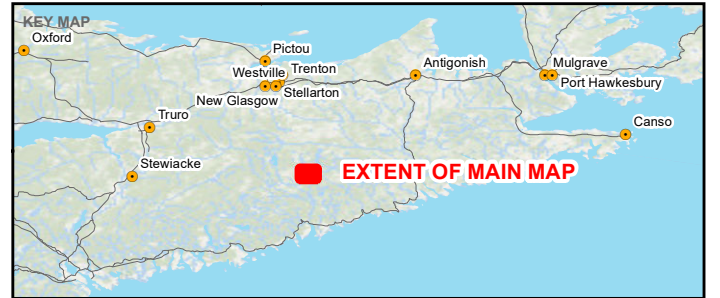 KEY MAP
Oxford
Pictou
Westville
Trenton
New Glasgow
Stellarton
Antigonish
Mulgrave
Port Hawkesbury
Truro
Canso
Stewiacke
EXTENT OF MAIN MAP